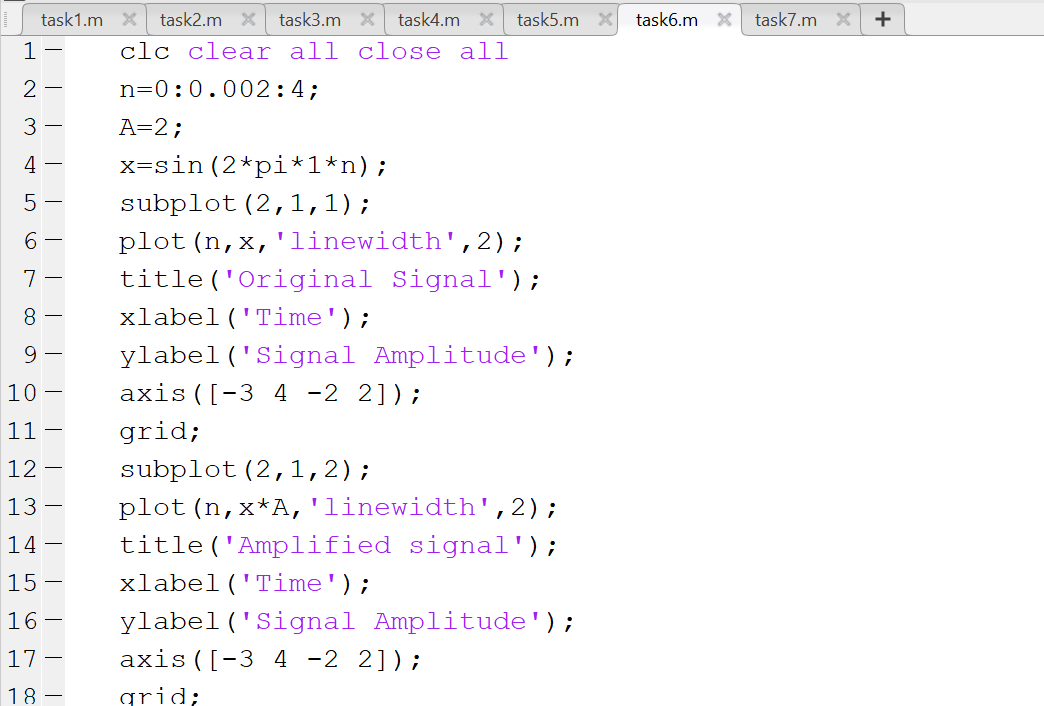 task1.m task2.m task3.m task4.m task5.m task6.m task7.m +
1 clc clear all close all
2 n=0:0.002:4;
3 A=2;
4 x=sin(2*pi*1*n);
5 subplot(2,1,1);
6 plot(n,x,'linewidth',2);
7 title('Original Signal');
8 xlabel('Time');
9 ylabel('Signal Amplitude');
10 axis([-3 4 -2 2]);
11 grid;
12 subplot(2,1,2);
13 plot(n,x*A,'linewidth',2);
14 title('Amplified signal');
15 xlabel('Time');
16 ylabel('Signal Amplitude');
17 axis([-3 4 -2 2]);
18 grid;